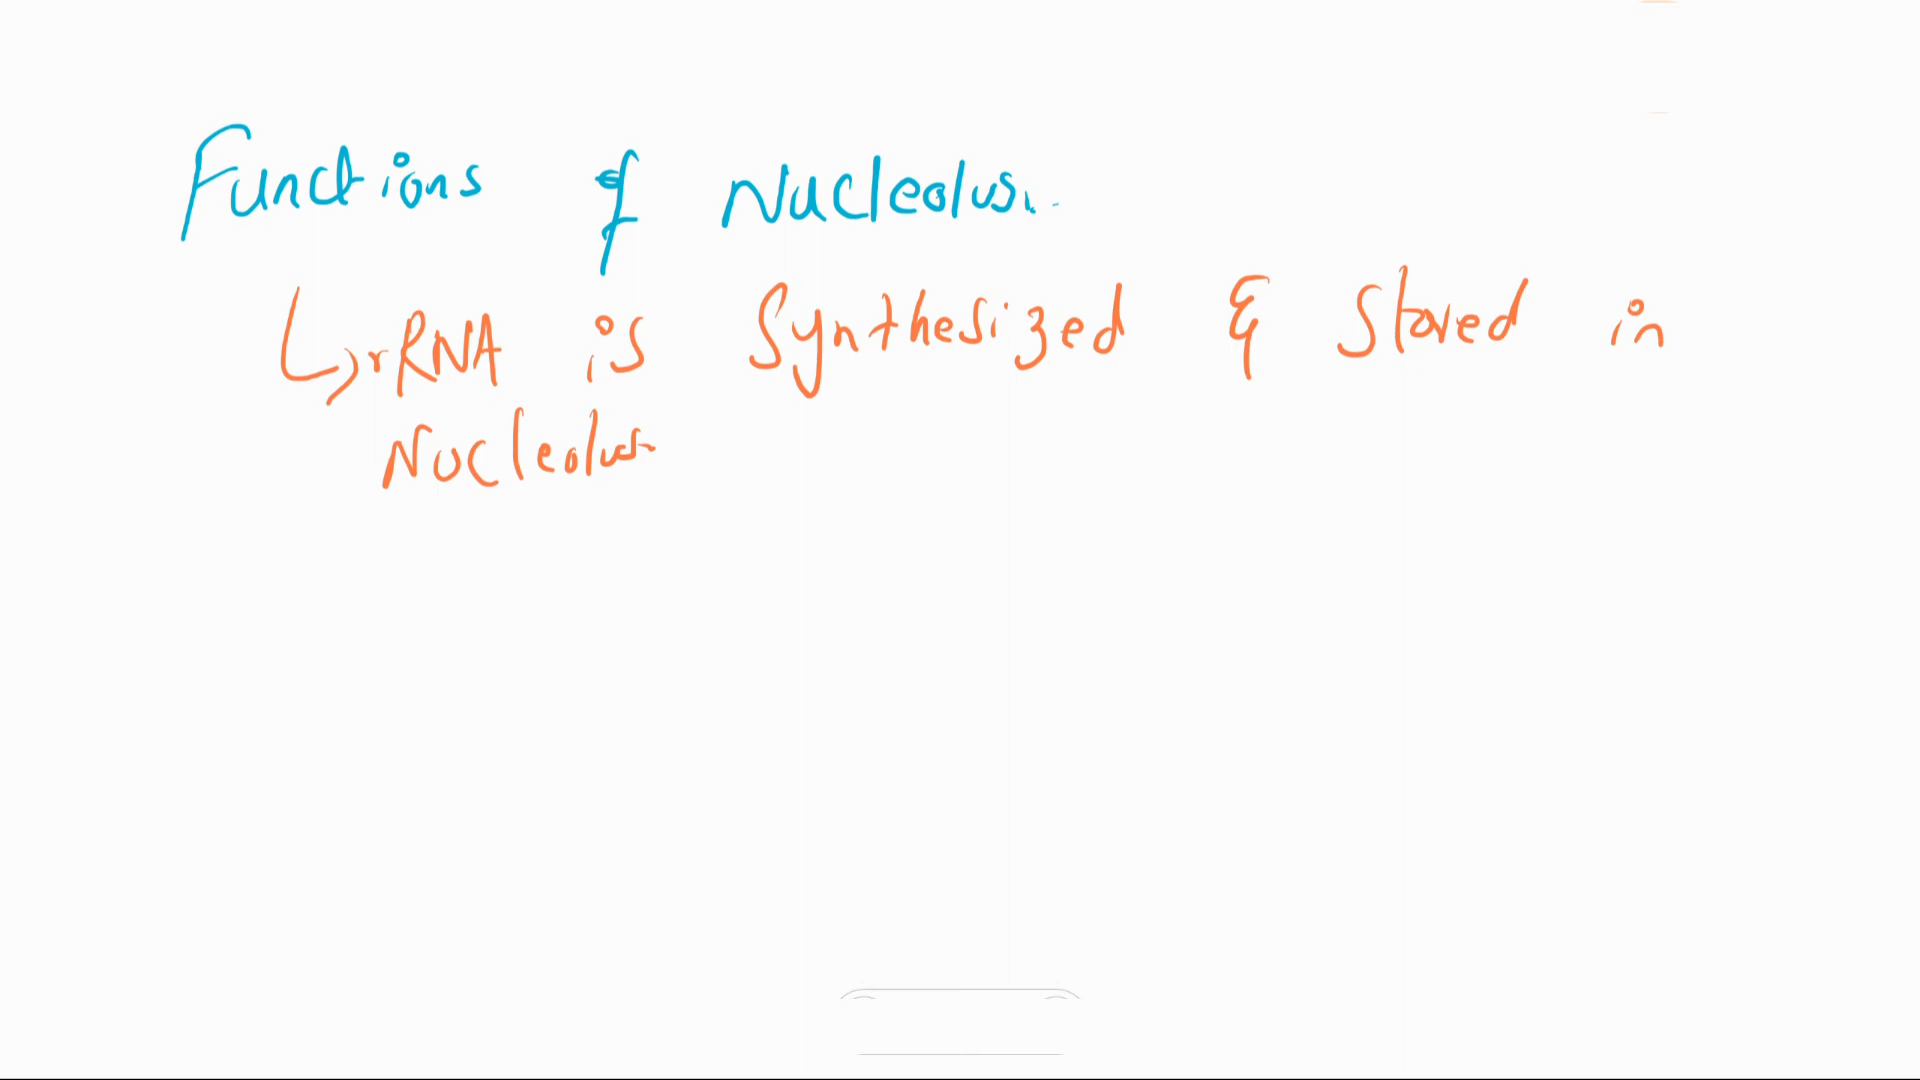 Functions of Nucleolus.
↳ rRNA is Synthesized & Stored in
Nucleolus